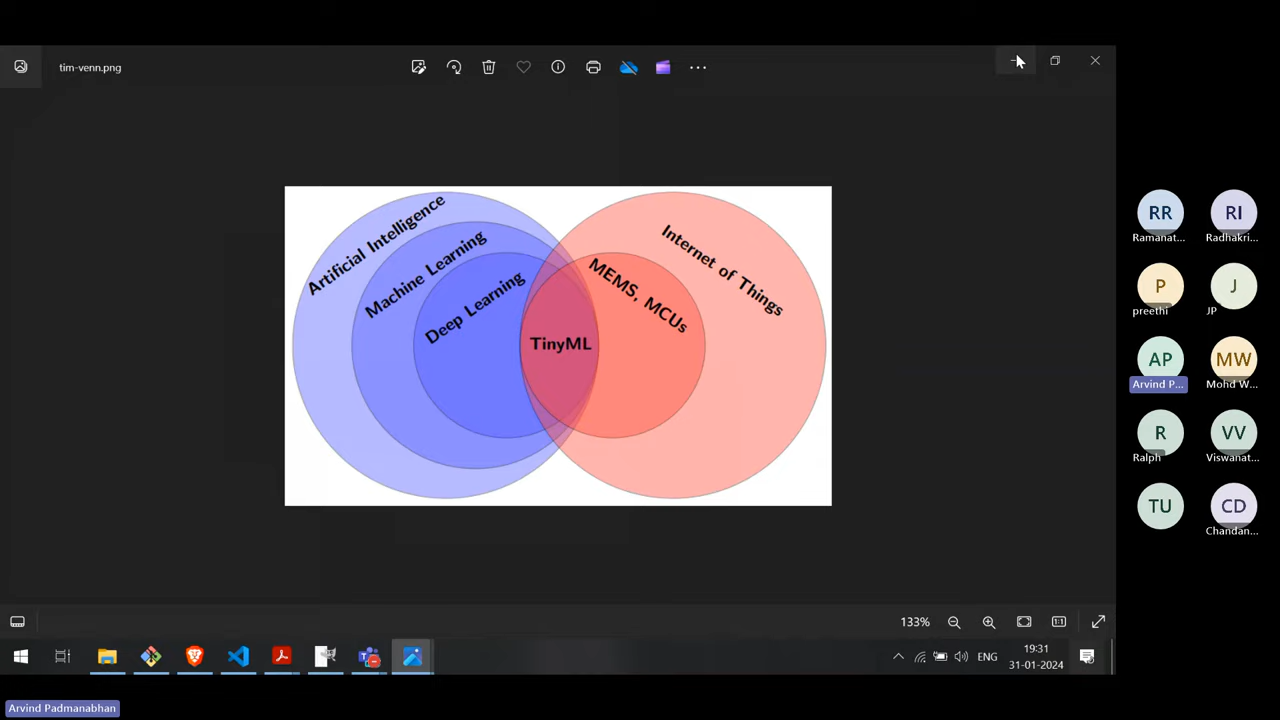 tim-venn.png
Artificial Intelligence
Machine Learning
Deep Learning
TinyML
MEMS, MCUs
Internet of Things
RR
Ramanat...
RI
Radhakri...
P
preethi
J
JP
AP
Arvind P...
MW
Mohd W...
R
Ralph
VV
Viswanat...
TU
CD
Chandan...
133%
1:1
ENG
19:31
31-01-2024
Arvind Padmanabhan